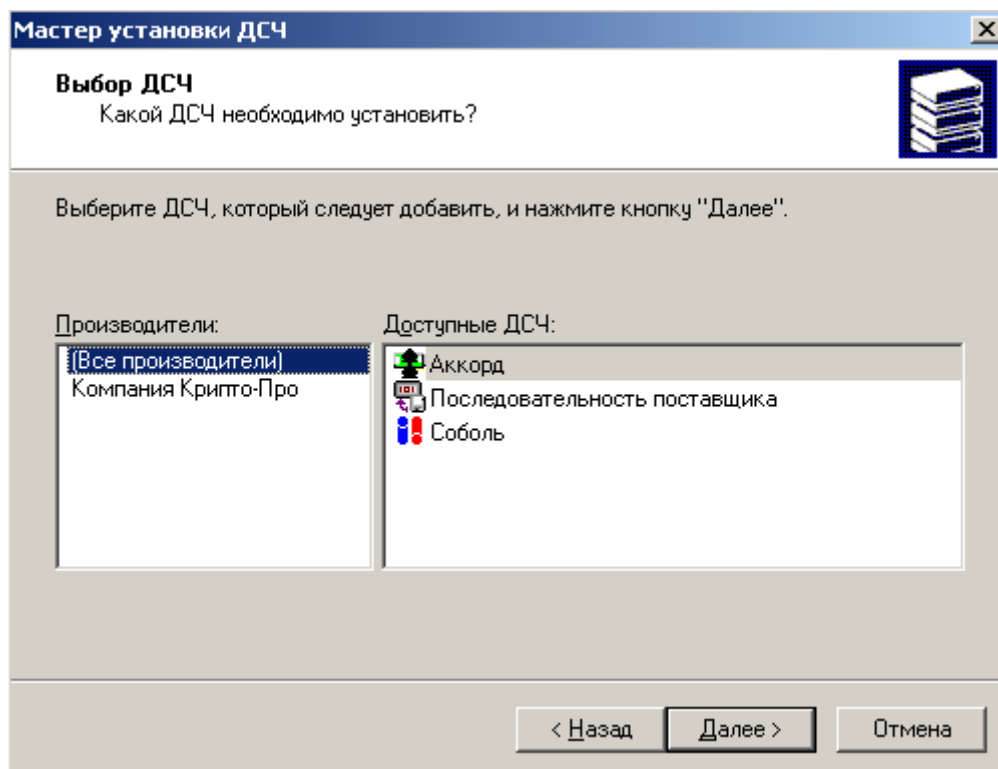 Мастер установки ДСЧ
Выбор ДСЧ
Какой ДСЧ необходимо установить?
Выберите ДСЧ, который следует добавить, и нажмите кнопку "Далее".
Производители:
(Все производители)
Компания Крипто-Про
Доступные ДСЧ:
Аккорд
Последовательность поставщика
Соболь
< Назад
Далее >
Отмена